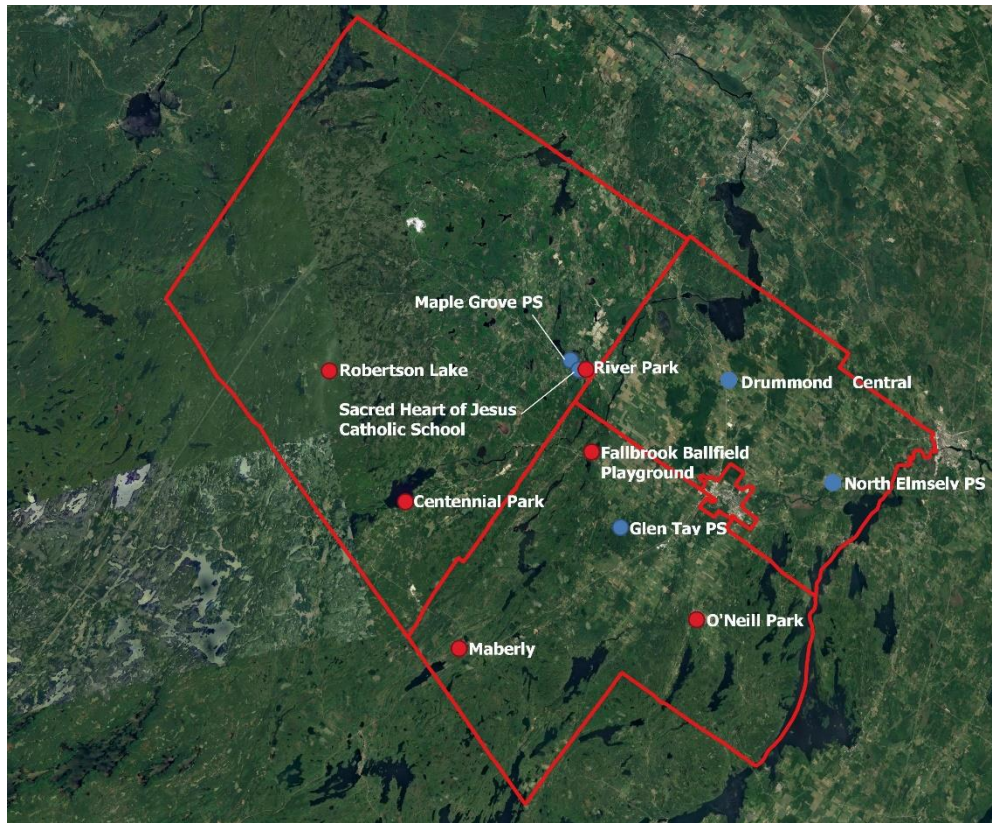 Maple Grove PS
Robertson Lake
River Park
Drummond Central
Sacred Heart of Jesus
Catholic School
Fallbrook Ballfield
Playground
North Elmsely PS
Centennial Park
Glen Tay PS
O'Neill Park
Maberly